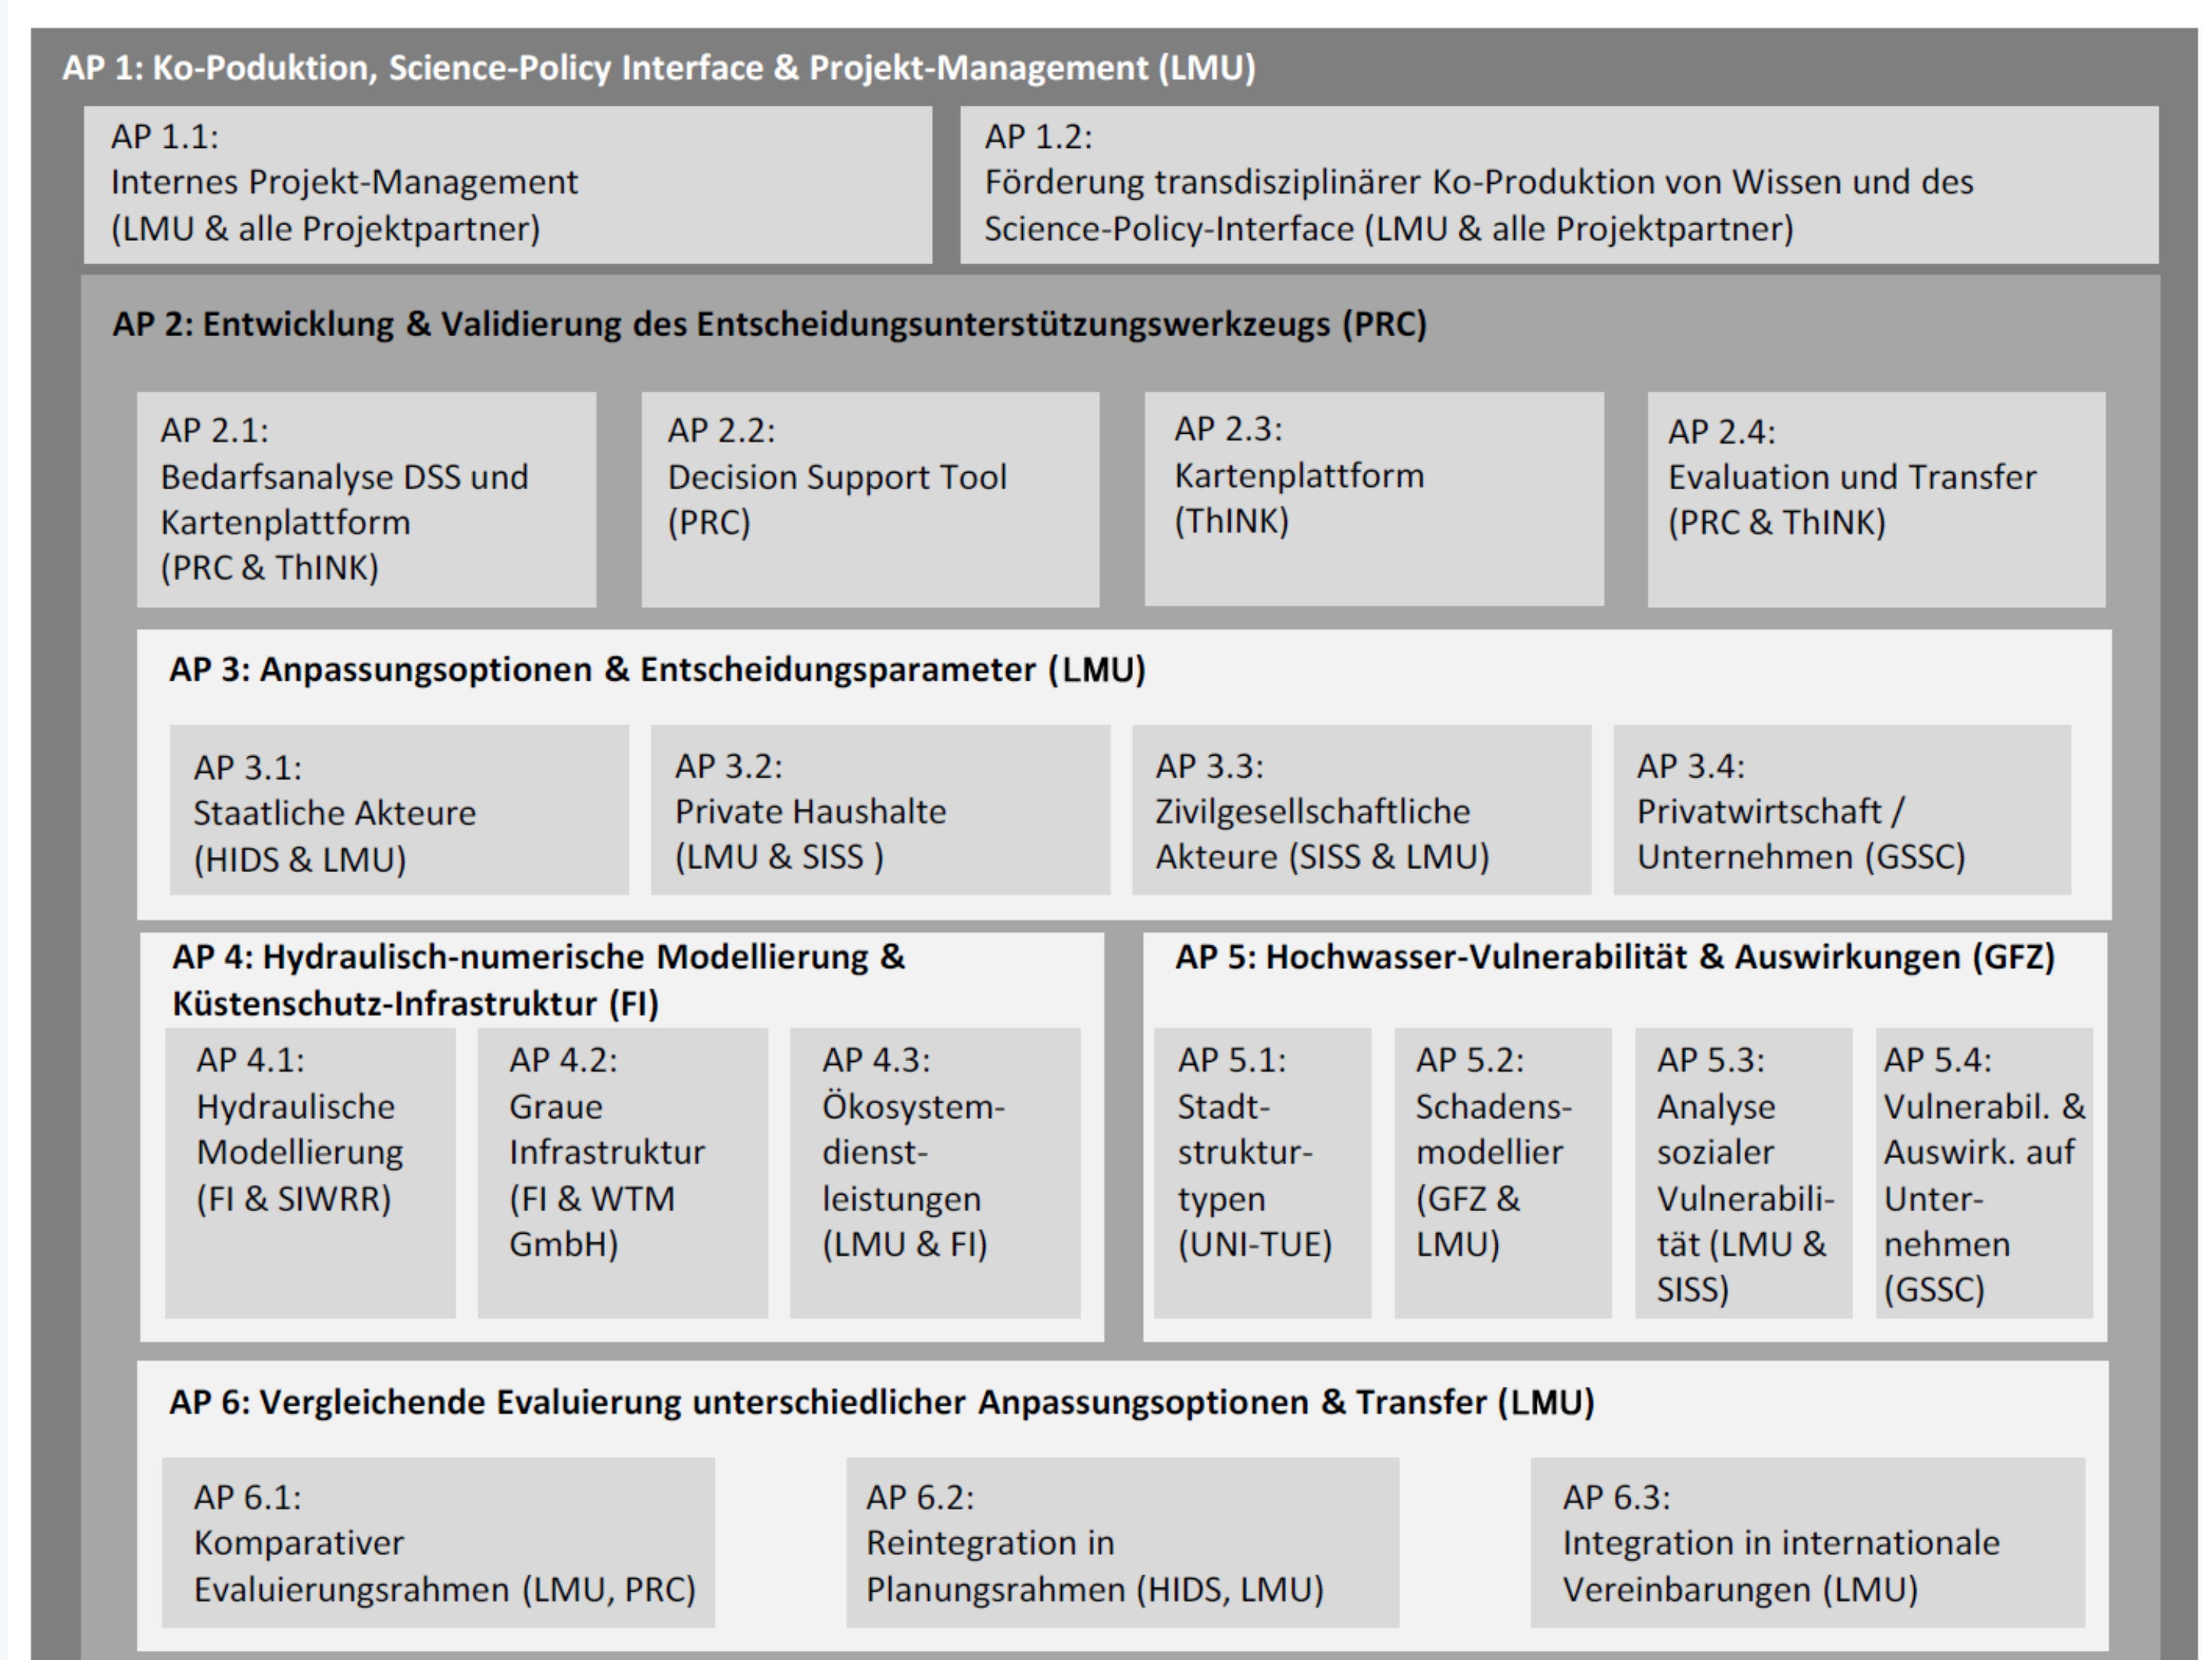 AP 1: Ko-Poduktion, Science-Policy Interface & Projekt-Management (LMU)
AP 1.1:
Internes Projekt-Management
(LMU & alle Projektpartner)
AP 1.2:
Förderung transdisziplinärer Ko-Produktion von Wissen und des
Science-Policy-Interface (LMU & alle Projektpartner)
AP 2: Entwicklung & Validierung des Entscheidungsunterstützungswerkzeugs (PRC)
AP 2.1:
Bedarfsanalyse DSS und
Kartenplattform
(PRC & ThINK)
AP 2.2:
Decision Support Tool
(PRC)
AP 2.3:
Kartenplattform
(ThINK)
AP 2.4:
Evaluation und Transfer
(PRC & ThINK)
AP 3: Anpassungsoptionen & Entscheidungsparameter (LMU)
AP 3.1:
Staatliche Akteure
(HIDS & LMU)
AP 3.2:
Private Haushalte
(LMU & SISS )
AP 3.3:
Zivilgesellschaftliche
Akteure (SISS & LMU)
AP 3.4:
Privatwirtschaft /
Unternehmen (GSSC)
AP 4: Hydraulisch-numerische Modellierung &
Küstenschutz-Infrastruktur (FI)
AP 4.1:
Hydraulische
Modellierung
(FI & SIWRR)
AP 4.2:
Graue
Infrastruktur
(FI & WTM
GmbH)
AP 4.3:
Ökosystem-
dienst-
leistungen
(LMU & FI)
AP 5: Hochwasser-Vulnerabilität & Auswirkungen (GFZ)
AP 5.1:
Stadt-
struktur-
typen
(UNI-TUE)
AP 5.2:
Schadens-
modellier
(GFZ &
LMU)
AP 5.3:
Analyse
sozialer
Vulnerabili-
tät (LMU &
SISS)
AP 5.4:
Vulnerabil. &
Auswirk. auf
Unter-
nehmen
(GSSC)
AP 6: Vergleichende Evaluierung unterschiedlicher Anpassungsoptionen & Transfer (LMU)
AP 6.1:
Komparativer
Evaluierungsrahmen (LMU, PRC)
AP 6.2:
Reintegration in
Planungsrahmen (HIDS, LMU)
AP 6.3:
Integration in internationale
Vereinbarungen (LMU)